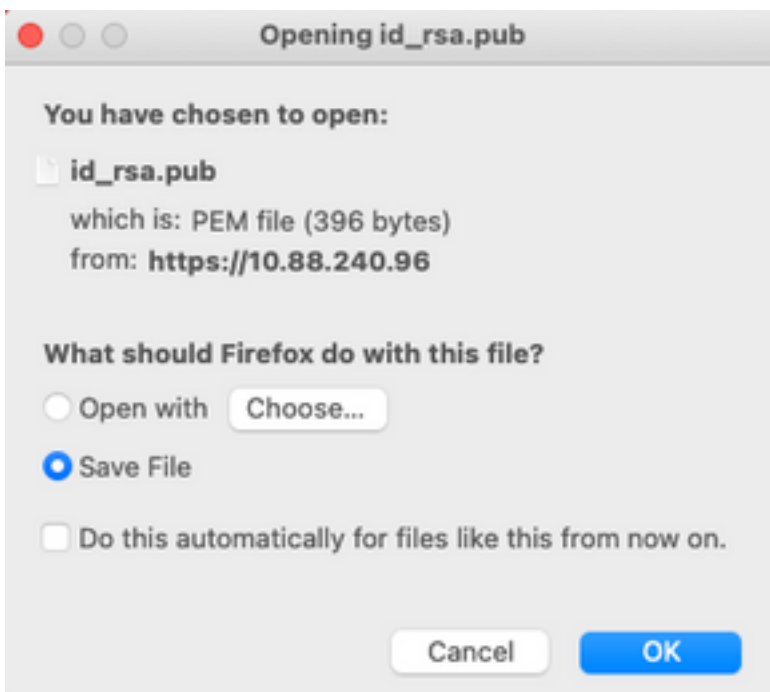 Opening id_rsa.pub
You have chosen to open:
id_rsa.pub
which is: PEM file (396 bytes)
from: https://10.88.240.96
What should Firefox do with this file?
Open with Choose...
Save File
Do this automatically for files like this from now on.
Cancel OK